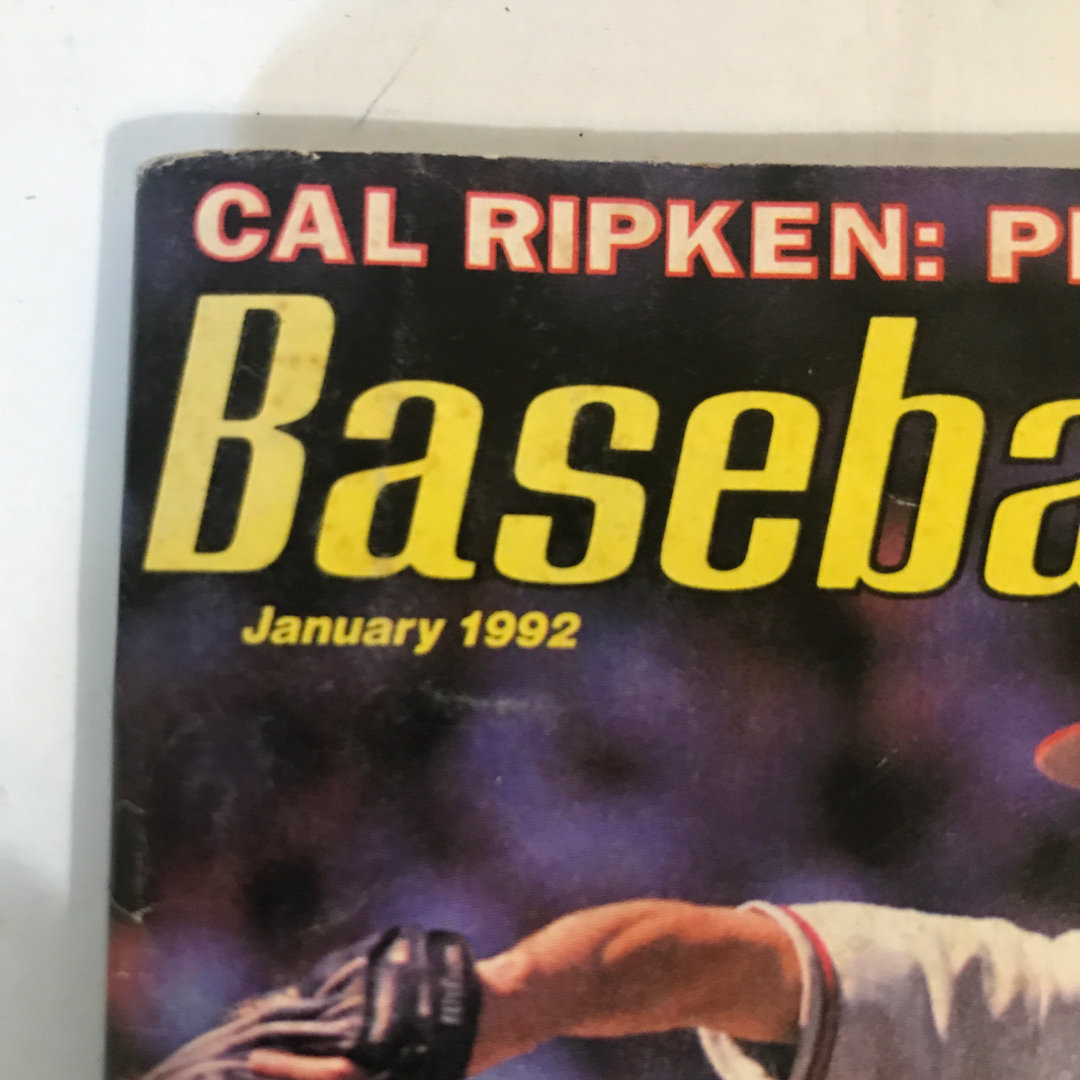 CAL RIPKEN: P
Baseba
January 1992